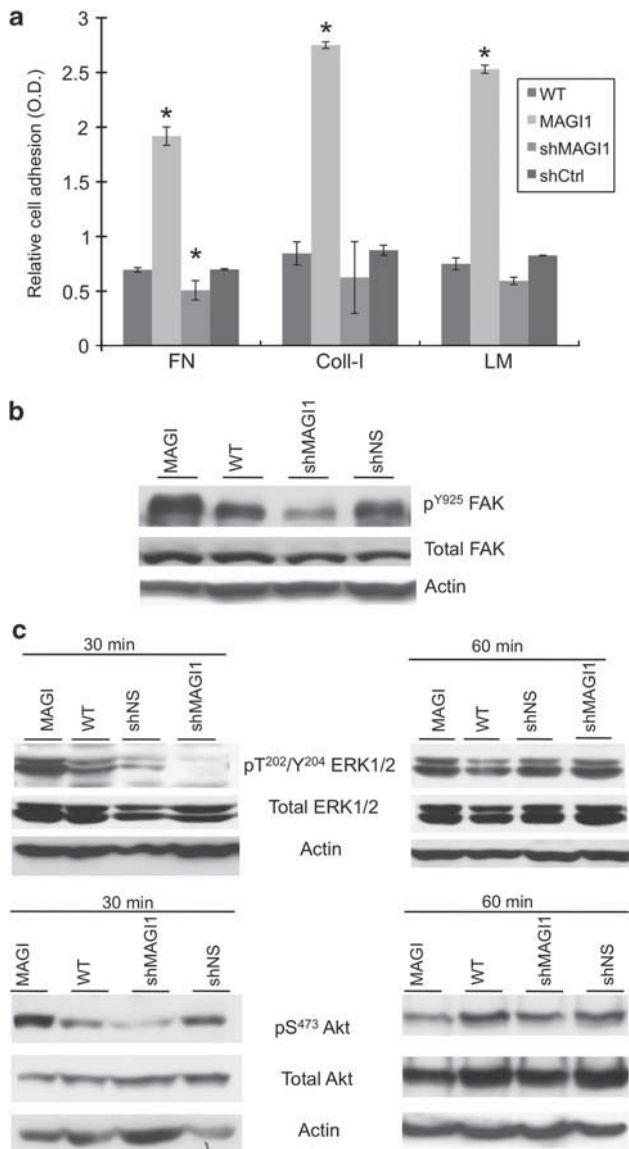 a
Relative cell adhesion (O.D.)
3
2.5
2
1.5
1
0.5
0
* * * *
WT
MAGI1
shMAGI1
shCtrl
FN Coll-I LM
b
MAGI WT shMAGI1 shNS
pY925 FAK
Total FAK
Actin
c
30 min 60 min
MAGI WT shNS shMAGI1 MAGI WT shNS shMAGI1
pT202/Y204 ERK1/2
Total ERK1/2
Actin
30 min 60 min
MAGI WT shMAGI1 shNS MAGI WT shMAGI1 shNS
pS473 Akt
Total Akt
Actin